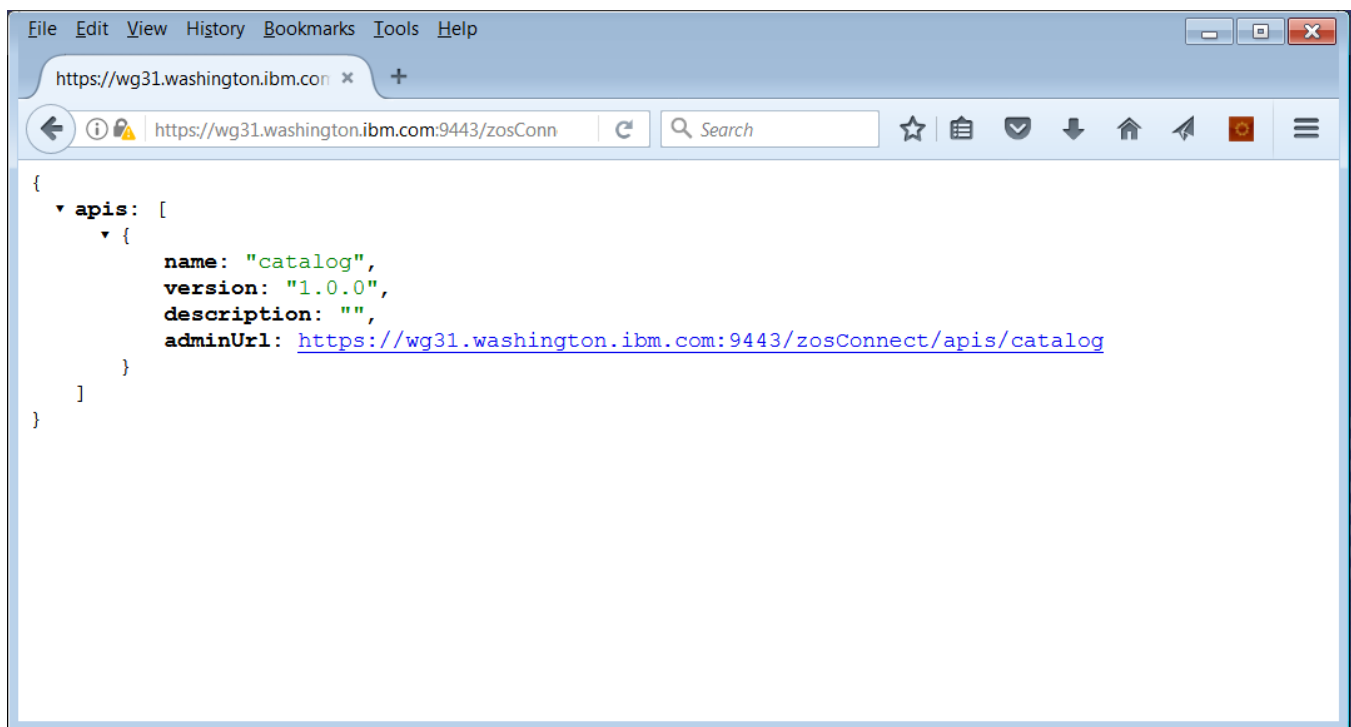 File Edit View History Bookmarks Tools Help
https://wg31.washington.ibm.con
https://wg31.washington.ibm.com:9443/zosConn
Search
{
apis: [
{
name: "catalog",
version: "1.0.0",
description: "",
adminUrl: https://wg31.washington.ibm.com:9443/zosConnect/apis/catalog
}
]
}